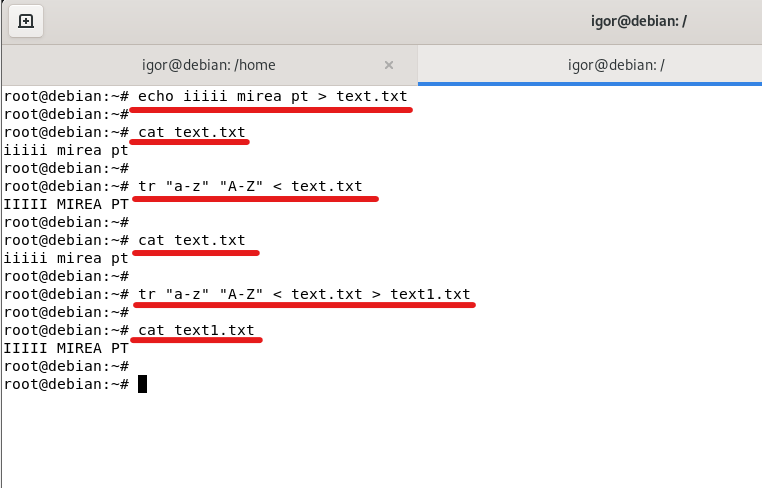 igor@debian: /
igor@debian: /home ×
igor@debian: /
root@debian:~# echo iiiii mirea pt > text.txt
root@debian:~#
root@debian:~# cat text.txt
iiiii mirea pt
root@debian:~#
root@debian:~# tr "a-z" "A-Z" < text.txt
IIIII MIREA PT
root@debian:~#
root@debian:~# cat text.txt
iiiii mirea pt
root@debian:~#
root@debian:~# tr "a-z" "A-Z" < text.txt > text1.txt
root@debian:~#
root@debian:~# cat text1.txt
IIIII MIREA PT
root@debian:~#
root@debian:~#